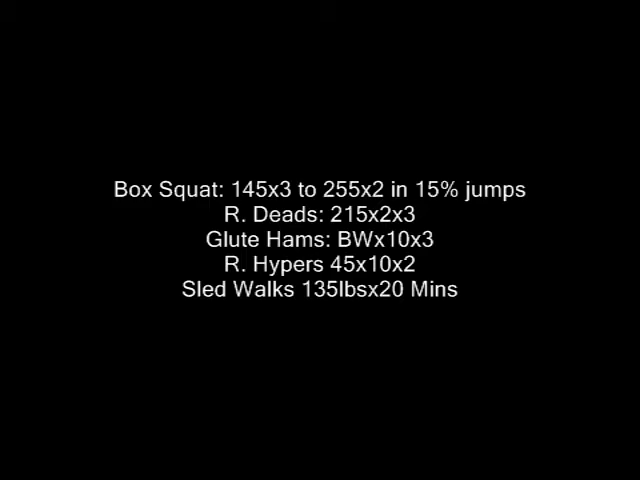 Box Squat: 145x3 to 255x2 in 15% jumps
R. Deads: 215x2x3
Glute Hams: BWx10x3
R. Hypers 45x10x2
Sled Walks 135lbsx20 Mins